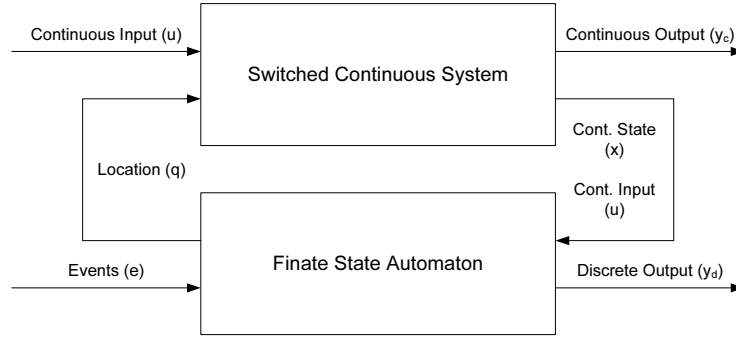 Continuous Input (u)
Continuous Output (yc)
Switched Continuous System
Cont. State
(x)
Location (q)
Cont. Input
(u)
Finate State Automaton
Events (e)
Discrete Output (yd)